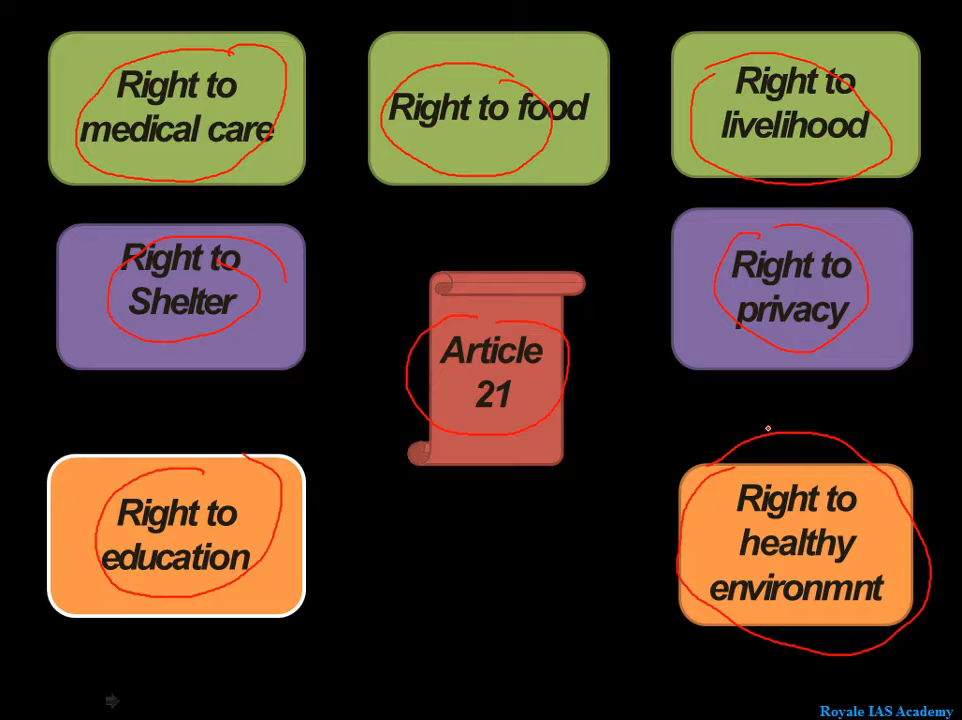 Right to
medical care
Right to food
Right to
livelihood
Right to
Shelter
Right to
privacy
Article
21
Right to
education
Right to
healthy
environmnt
Royale IAS Academy